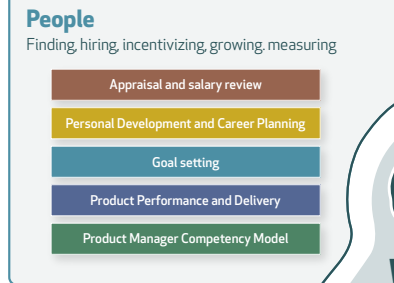 People
Finding, hiring, incentivizing, growing. measuring
Appraisal and salary review
Personal Development and Career Planning
Goal setting
Product Performance and Delivery
Product Manager Competency Model